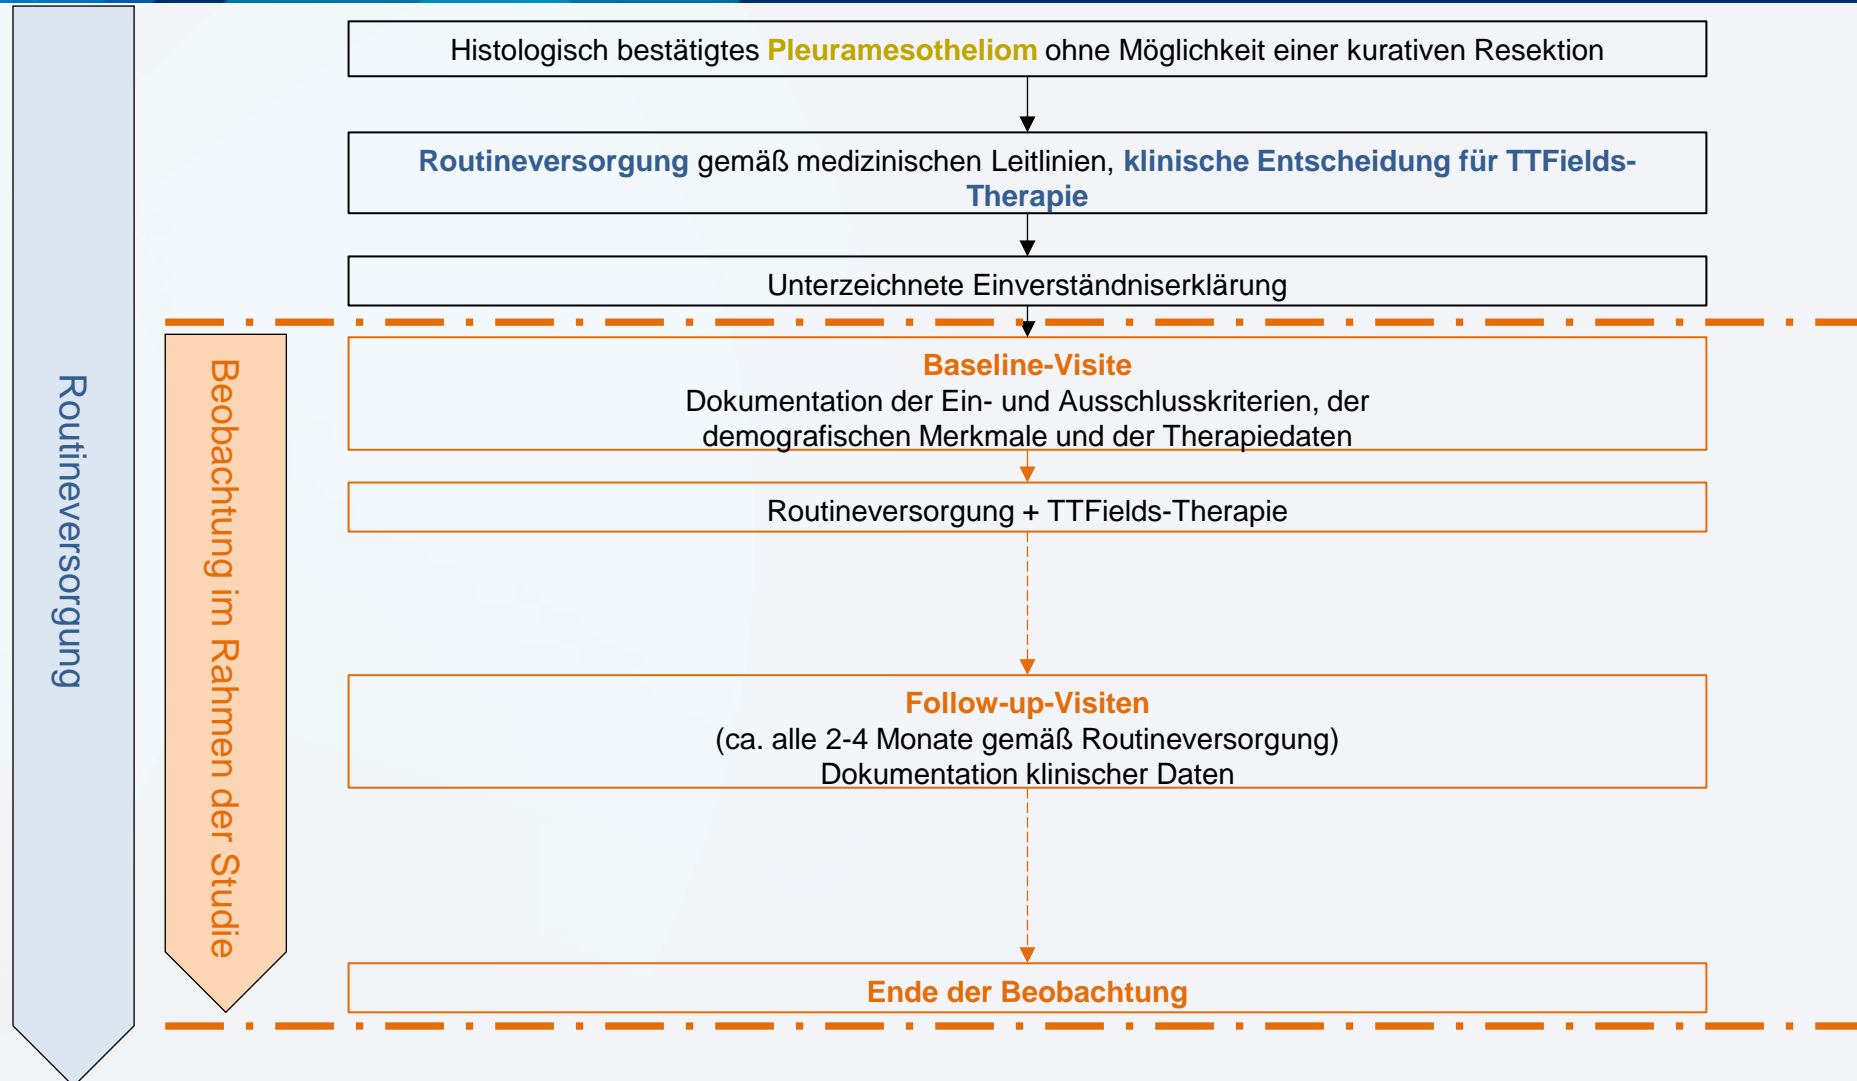 Histologisch bestätigtes Pleuramesotheliom ohne Möglichkeit einer kurativen Resektion
Routineversorgung gemäß medizinischen Leitlinien, klinische Entscheidung für TTFields-
Therapie
Unterzeichnete Einverständniserklärung
Baseline-Visite
Dokumentation der Ein- und Ausschlusskriterien, der
demografischen Merkmale und der Therapiedaten
Routineversorgung + TTFields-Therapie
Follow-up-Visiten
(ca. alle 2-4 Monate gemäß Routineversorgung)
Dokumentation klinischer Daten
Ende der Beobachtung
Routineversorgung
Beobachtung im Rahmen der Studie